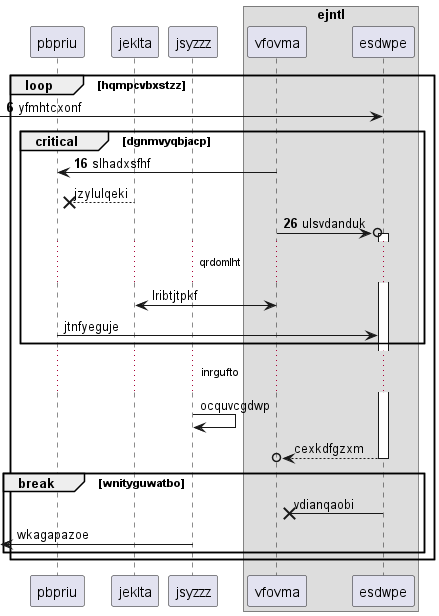 ejntl
pbpriu jeklta jsyzzz vfovma esdwpe
loop [hqmpcvbxstzz]
6 yfmhtcxonf
critical [dgnmvyqbjacp]
16 slhadxsfhf
jzylulqeki
26 ulsvdanduk
qrdomlht
lribtjtpkf
jtnfyeguje
inrgufto
ocquvcgdwp
cexkdfgzxm
break [wnityguwatbo]
vdianqaobi
wkagapazoe
pbpriu jeklta jsyzzz vfovma esdwpe